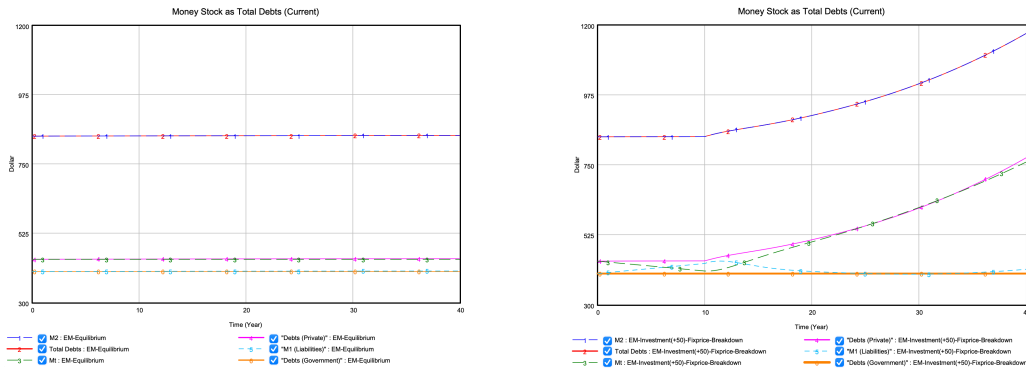 Money Stock as Total Debts (Current)
1200
975
750
525
300
Dollar
0
10
20
30
40
Time (Year)
M2 : EM-Equilibrium
Total Debts : EM-Equilibrium
Mt : EM-Equilibrium
"Debts (Private)" : EM-Equilibrium
"M1 (Liabilities)" : EM-Equilibrium
"Debts (Government)" : EM-Equilibrium
Money Stock as Total Debts (Current)
1200
975
750
525
300
Dollar
0
10
20
30
40
Time (Year)
M2 : EM-Investment(+50)-Fixprice-Breakdown
Total Debts : EM-Investment(+50)-Fixprice-Breakdown
Mt : EM-Investment(+50)-Fixprice-Breakdown
"Debts (Private)" : EM-Investment(+50)-Fixprice-Breakdown
"M1 (Liabilities)" : EM-Investment(+50)-Fixprice-Breakdown
"Debts (Government)" : EM-Investment(+50)-Fixprice-Breakdown